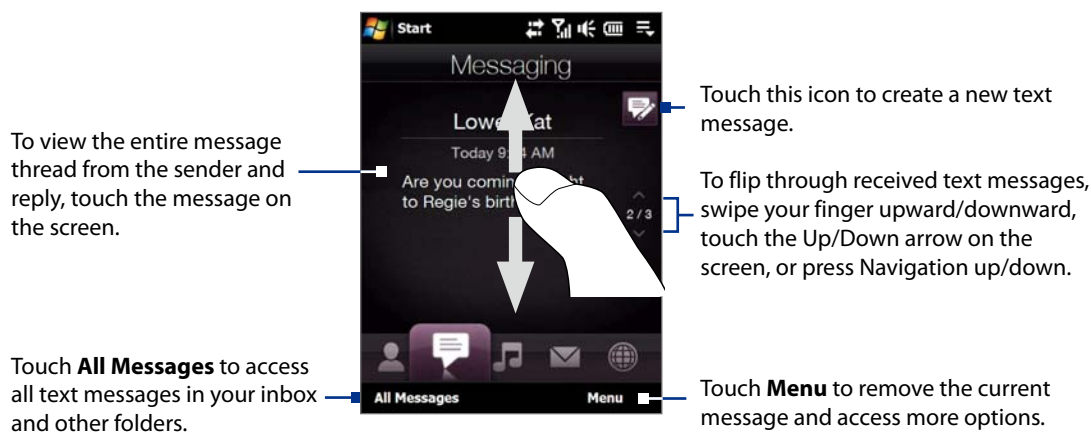 Start
Messaging
Today
AM
Are you
to Regie's
2 / 3
All Messages
Menu
To view the entire message
thread from the sender and
reply, touch the message on
the screen.
Touch All Messages to access
all text messages in your inbox
and other folders.
Touch this icon to create a new text
message.
To flip through received text messages,
swipe your finger upward/downward,
touch the Up/Down arrow on the
screen, or press Navigation up/down.
Touch Menu to remove the current
message and access more options.